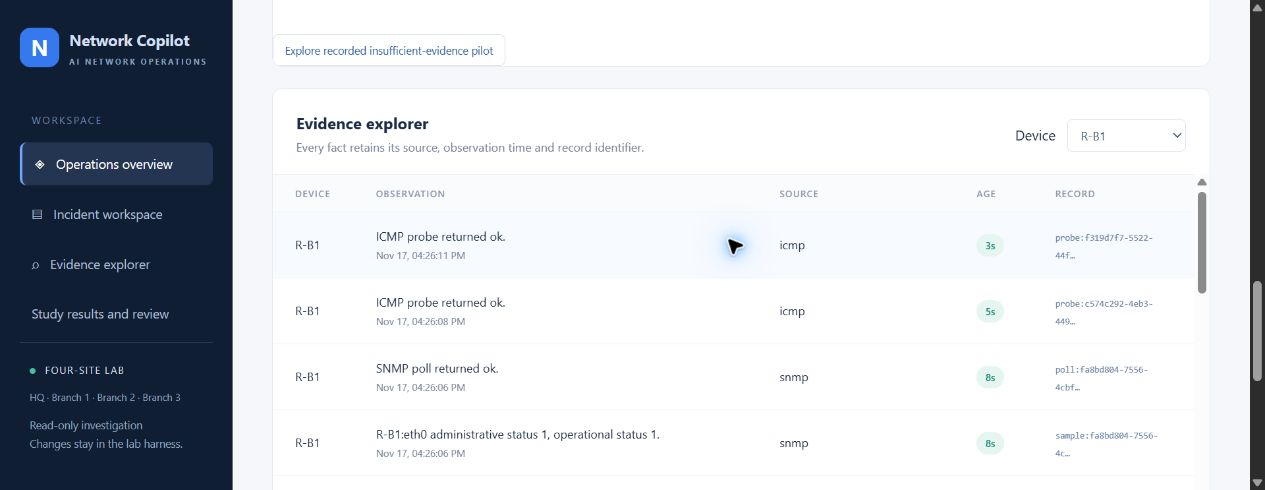 N
Network Copilot
AI NETWORK OPERATIONS
WORKSPACE
Operations overview
Incident workspace
Evidence explorer
Study results and review
FOUR-SITE LAB
HQ · Branch 1 · Branch 2 · Branch 3
Read-only investigation
Changes stay in the lab harness.
Explore recorded insufficient-evidence pilot
Evidence explorer
Every fact retains its source, observation time and record identifier.
Device R-B1
DEVICE OBSERVATION SOURCE AGE RECORD
R-B1 ICMP probe returned ok. icmp 3s probe:f319d7f7-5522-
Nov 17, 04:26:11 PM 44f…
R-B1 ICMP probe returned ok. icmp 5s probe:c574c292-4eb3-
Nov 17, 04:26:08 PM 449…
R-B1 SNMP poll returned ok. snmp 8s poll:fa8bd804-7556-
Nov 17, 04:26:06 PM 4cbf…
R-B1 R-B1:eth0 administrative status 1, operational status 1. snmp 8s sample:fa8bd804-7556-
Nov 17, 04:26:06 PM 4c…